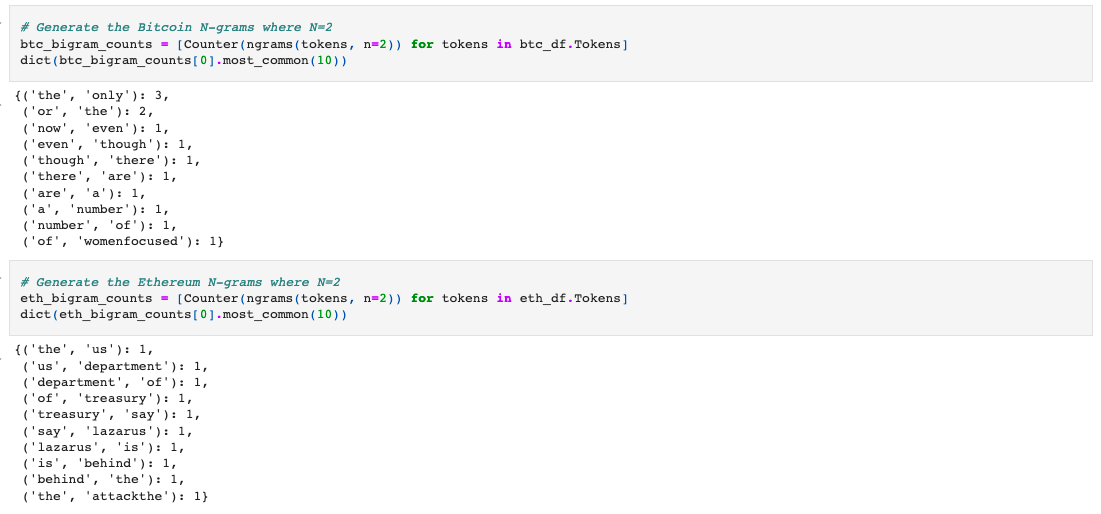 # Generate the Bitcoin N-grams where N=2
btc_bigram_counts = [Counter(ngrams(tokens, n=2)) for tokens in btc_df.Tokens]
dict(btc_bigram_counts[0].most_common(10))
{('the', 'only'): 3,
('or', 'the'): 2,
('now', 'even'): 1,
('even', 'though'): 1,
('though', 'there'): 1,
('there', 'are'): 1,
('are', 'a'): 1,
('a', 'number'): 1,
('number', 'of'): 1,
('of', 'womenfocused'): 1}
# Generate the Ethereum N-grams where N=2
eth_bigram_counts = [Counter(ngrams(tokens, n=2)) for tokens in eth_df.Tokens]
dict(eth_bigram_counts[0].most_common(10))
{('the', 'us'): 1,
('us', 'department'): 1,
('department', 'of'): 1,
('of', 'treasury'): 1,
('treasury', 'say'): 1,
('say', 'lazarus'): 1,
('lazarus', 'is'): 1,
('is', 'behind'): 1,
('behind', 'the'): 1,
('the', 'attackthe'): 1}